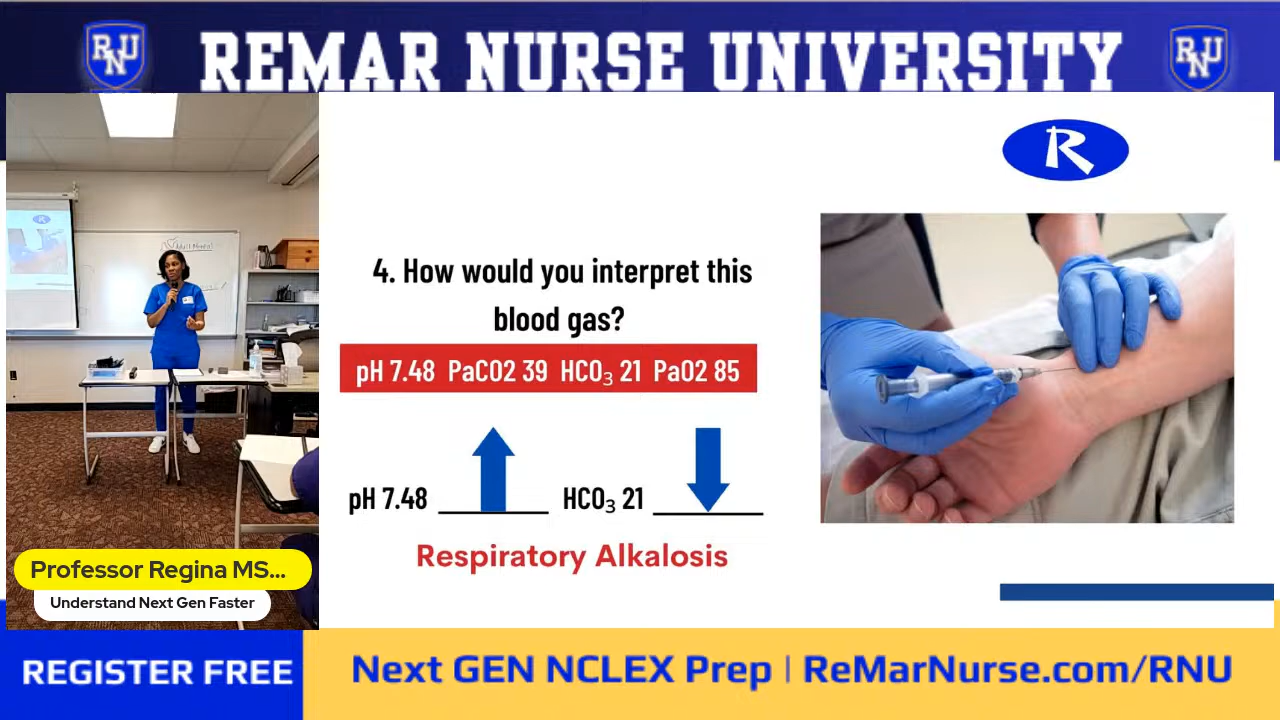 RNU
REMAR NURSE UNIVERSITY
RNU
R
4. How would you interpret this
blood gas?
pH 7.48 PaCO2 39 HCO₃ 21 PaO2 85
pH 7.48 HCO₃ 21
Respiratory Alkalosis
Professor Regina MS...
Understand Next Gen Faster
REGISTER FREE
Next GEN NCLEX Prep | ReMarNurse.com/RNU